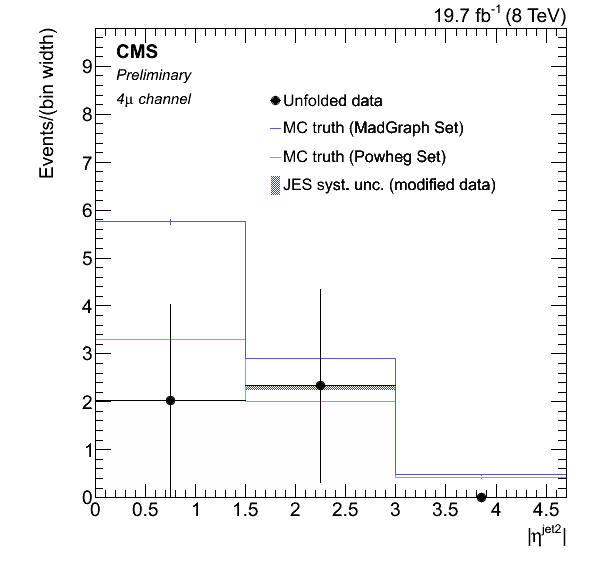 19.7 fb⁻¹ (8 TeV)
Events/(bin width)
CMS
Preliminary
4μ channel
Unfolded data
MC truth (MadGraph Set)
MC truth (Powheg Set)
JES syst. unc. (modified data)
9
8
7
6
5
4
3
2
1
0
0 0.5 1 1.5 2 2.5 3 3.5 4 4.5
|η^jet2|